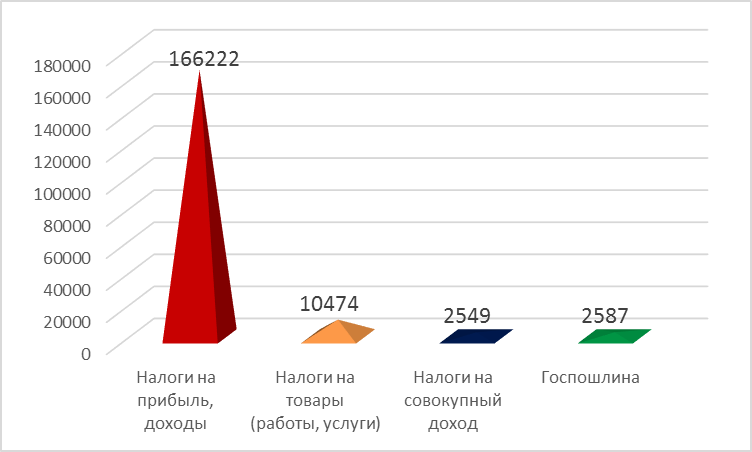 180000
160000
140000
120000
100000
80000
60000
40000
20000
0
166222
10474
2549
2587
Налоги на
прибыль,
доходы
Налоги на
товары
(работы, услуги)
Налоги на
совокупный
доход
Госпошлина